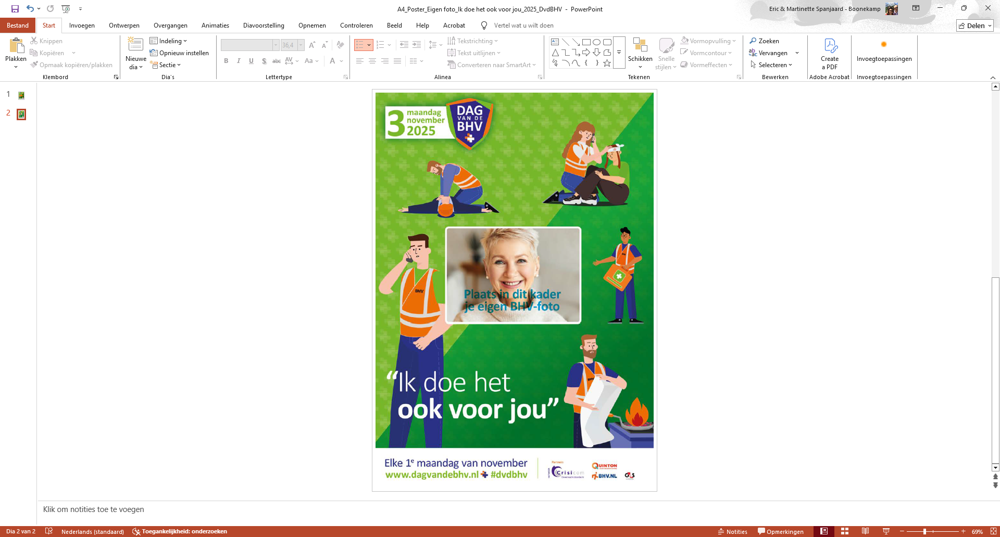 A4_Poster_Eigen foto_Ik doe het ook voor jou_2025_DvdBHV - PowerPoint
Eric & Martinette Spanjaard - Boonekamp
Bestand Start Invoegen Ontwerpen Overgangen Animaties Diavoorstelling Opnemen Controleren Beeld Help Acrobat Vertel wat u wilt doen
Delen
Plakken
Knippen
Kopiëren
Opmaak kopiëren/plakken
Klembord
Nieuwe
dia
Indeling
Opnieuw instellen
Sectie
Dia's
36,4
B I U S abc AV Aa A
Lettertype
Tekstrichting
Tekst uitlijnen
Converteren naar SmartArt
Alinea
Schikken
Snelle
stijlen
Vormopvulling
Vormcontour
Vormeffecten
Tekenen
Zoeken
Vervangen
Selecteren
Bewerken
Create
a PDF
Adobe Acrobat
Invoegtoepassingen
Invoegtoepassingen
1
2
3 maandag
november
2025
DAG
VAN DE
BHV
BHV
Plaats in dit kader
je eigen BHV-foto
“Ik doe het
ook voor jou”
Elke 1e maandag van november
www.dagvandebhv.nl #dvdbhv
Partners
Crisicom
QUINTON
BHV.NL
G4S
Klik om notities toe te voegen
Dia 2 van 2 Nederlands (standaard) Toegankelijkheid: onderzoeken
Notities Opmerkingen 69%